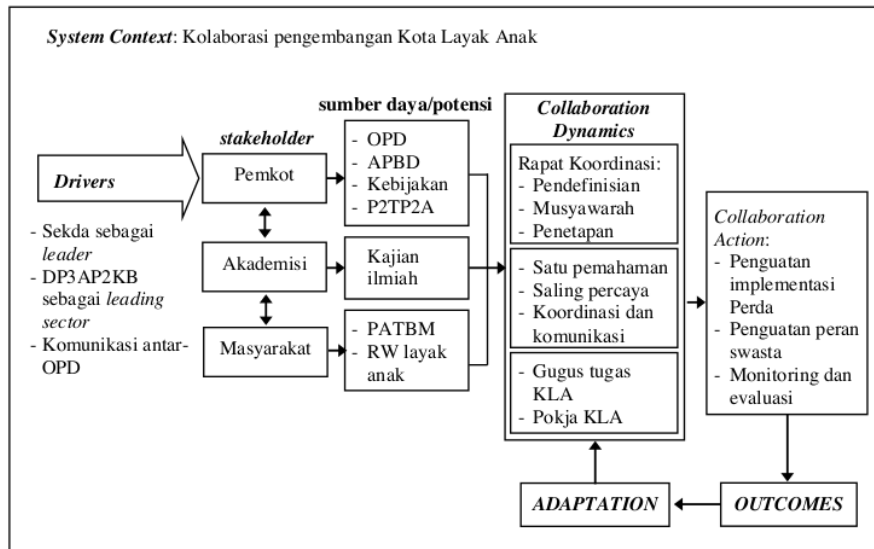 System Context: Kolaborasi pengembangan Kota Layak Anak
Drivers
- Sekda sebagai
leader
- DP3AP2KB
sebagai leading
sector
- Komunikasi antar-
OPD
stakeholder
Pemkot
Akademisi
Masyarakat
sumber daya/potensi
- OPD
- APBD
- Kebijakan
- P2TP2A
Kajian
ilmiah
- PATBM
- RW layak
anak
Collaboration
Dynamics
Rapat Koordinasi:
- Pendefinisian
- Musyawarah
- Penetapan
- Satu pemahaman
- Saling percaya
- Koordinasi dan
komunikasi
- Gugus tugas
KLA
- Pokja KLA
Collaboration
Action:
- Penguatan
implementasi
Perda
- Penguatan peran
swasta
- Monitoring dan
evaluasi
ADAPTATION
OUTCOMES